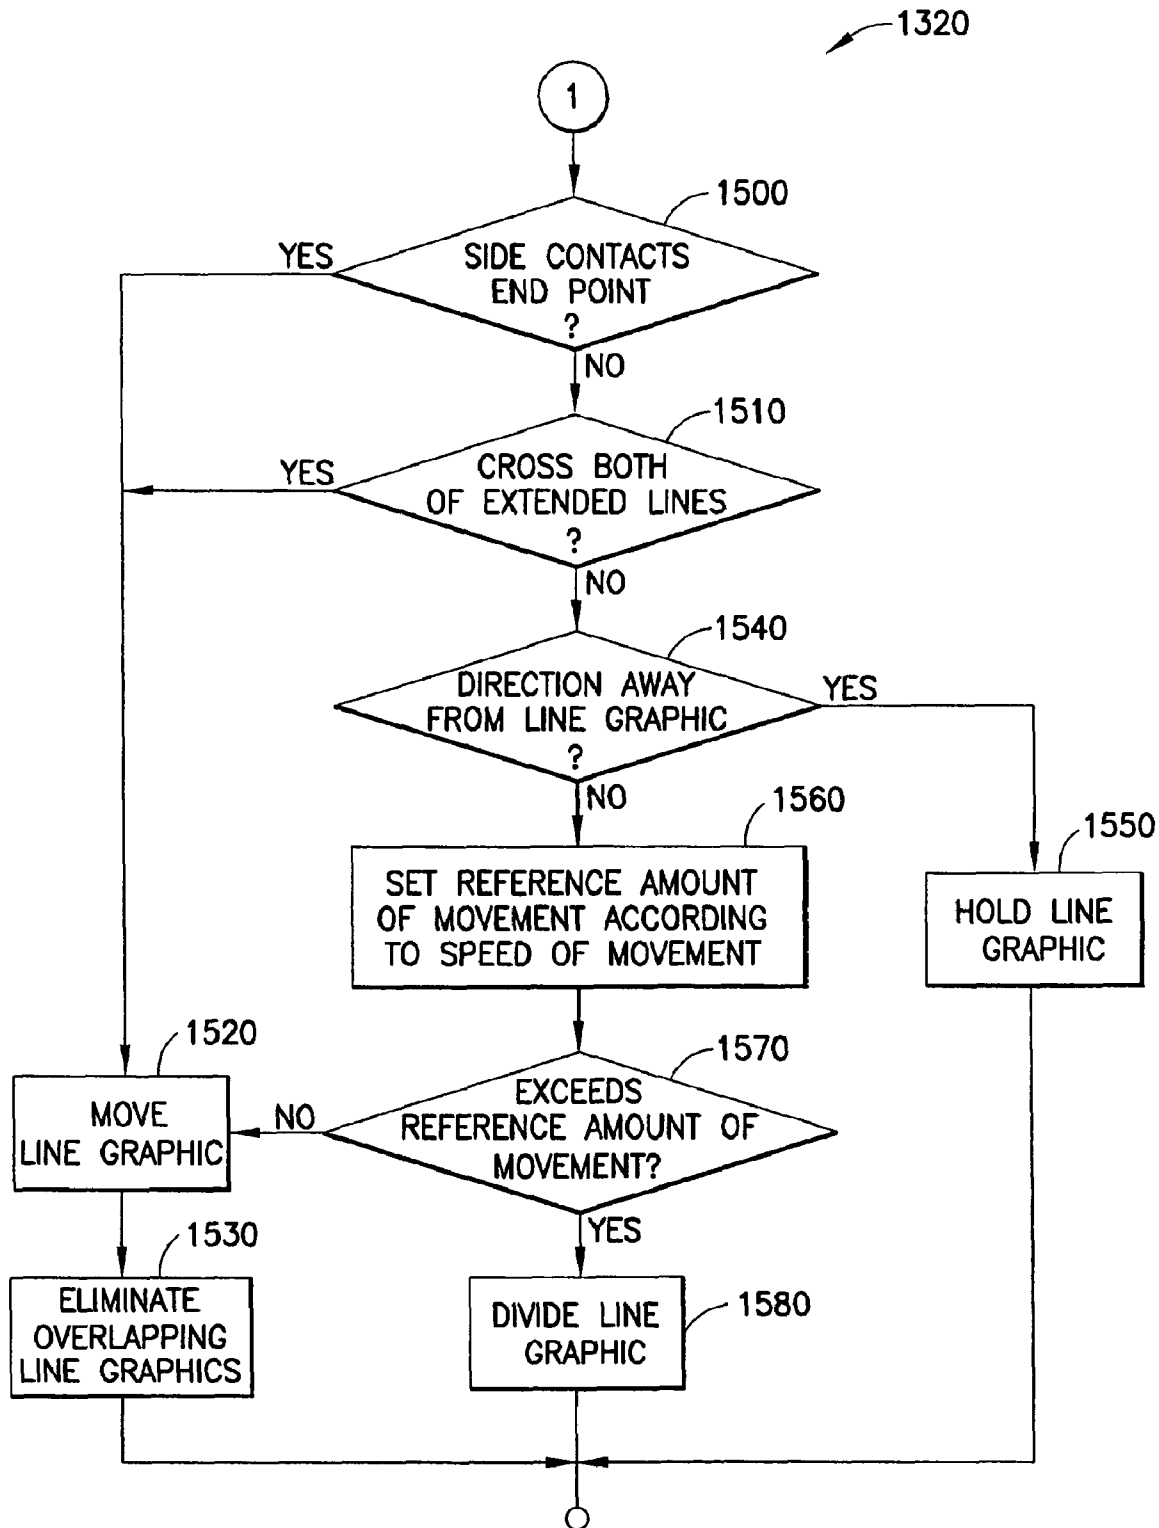 1320
1
1500
SIDE CONTACTS
END POINT
?
YES
NO
1510
CROSS BOTH
OF EXTENDED LINES
?
YES
NO
1540
DIRECTION AWAY
FROM LINE GRAPHIC
?
YES
NO
1560
SET REFERENCE AMOUNT
OF MOVEMENT ACCORDING
TO SPEED OF MOVEMENT
1550
HOLD LINE
GRAPHIC
1570
EXCEEDS
REFERENCE AMOUNT OF
MOVEMENT?
NO
YES
1520
MOVE
LINE GRAPHIC
1530
ELIMINATE
OVERLAPPING
LINE GRAPHICS
1580
DIVIDE LINE
GRAPHIC